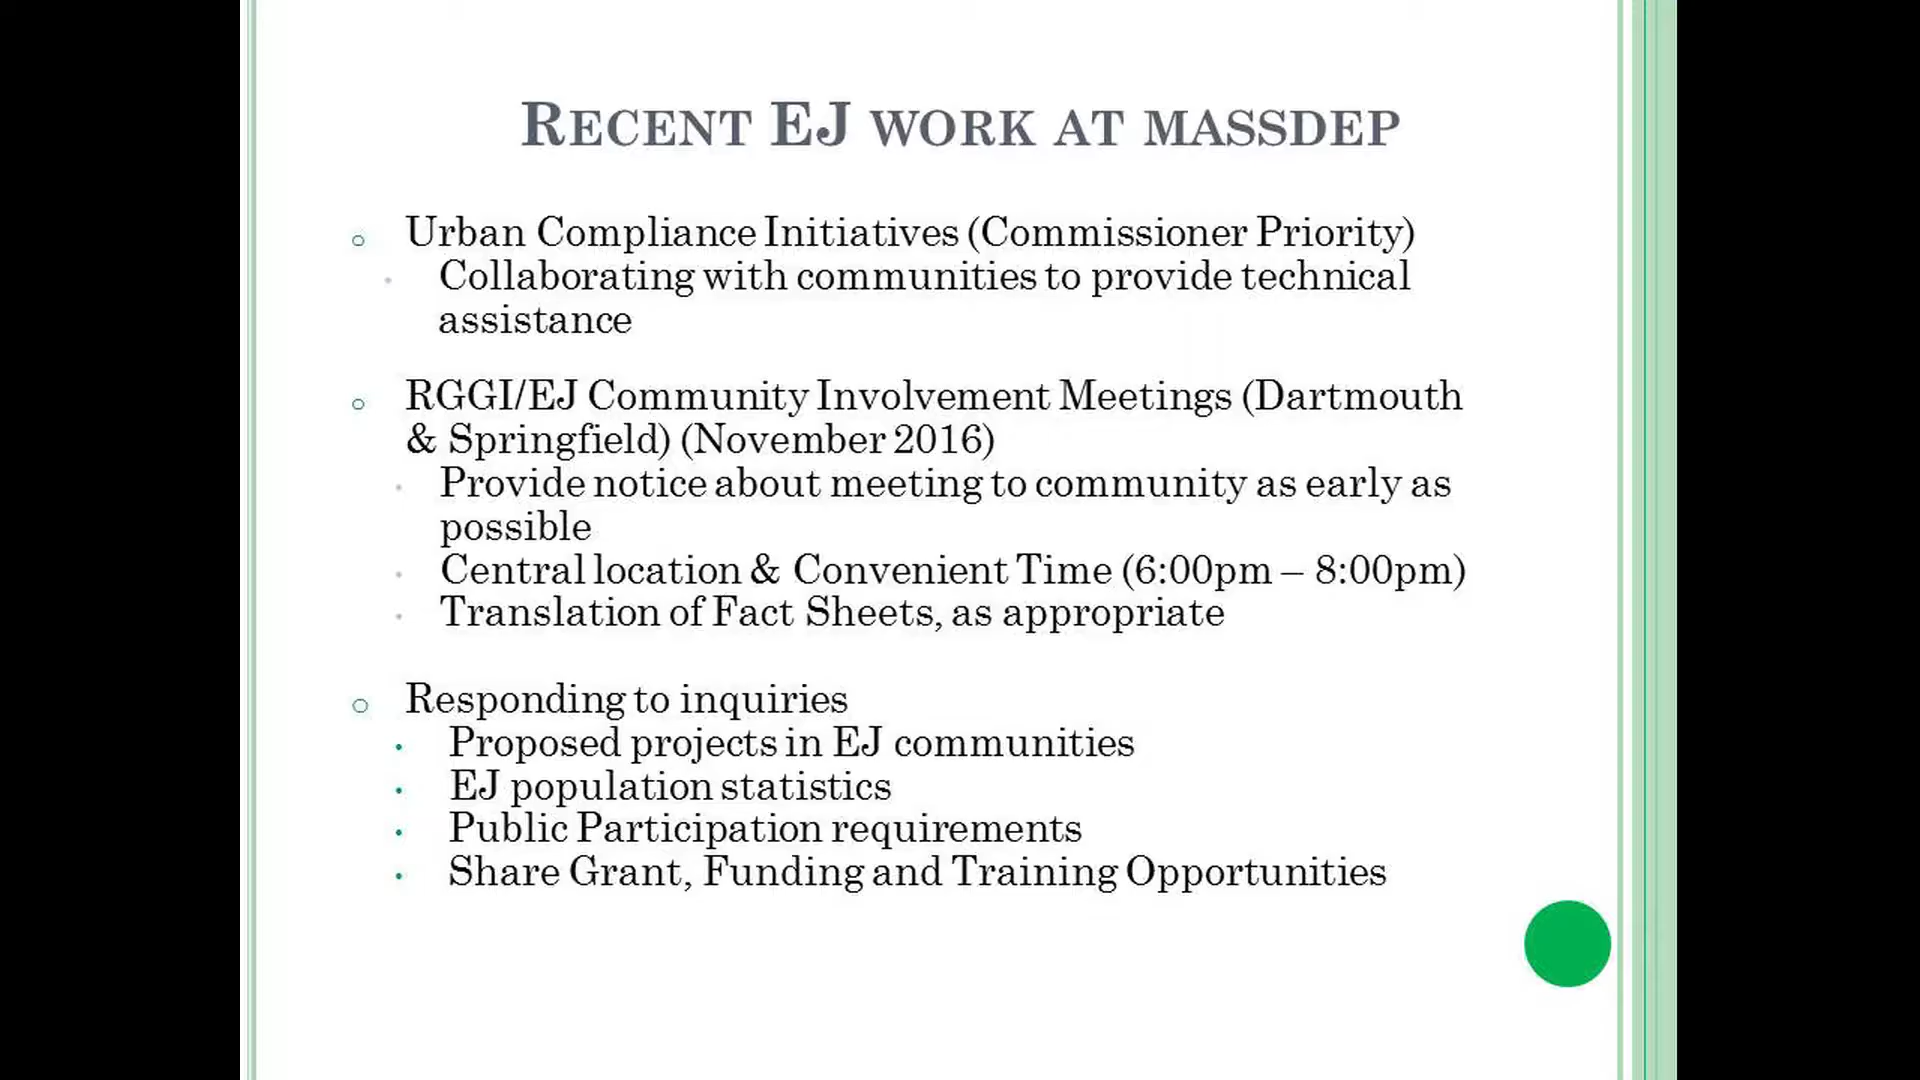 RECENT EJ WORK AT MASSDEP
Urban Compliance Initiatives (Commissioner Priority)
Collaborating with communities to provide technical
assistance
RGGI/EJ Community Involvement Meetings (Dartmouth
& Springfield) (November 2016)
Provide notice about meeting to community as early as
possible
Central location & Convenient Time (6:00pm – 8:00pm)
Translation of Fact Sheets, as appropriate
Responding to inquiries
Proposed projects in EJ communities
EJ population statistics
Public Participation requirements
Share Grant, Funding and Training Opportunities